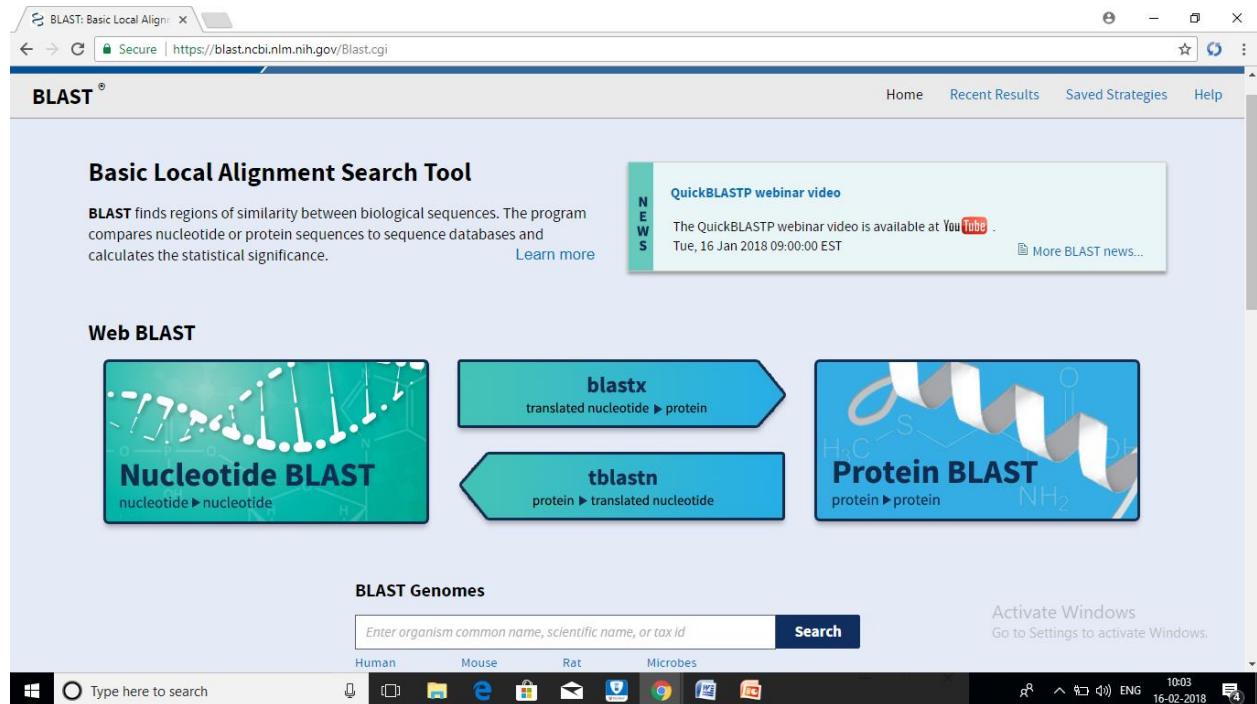 BLAST: Basic Local Alignm
Secure | https://blast.ncbi.nlm.nih.gov/Blast.cgi
BLAST ®
Home Recent Results Saved Strategies Help
Basic Local Alignment Search Tool
BLAST finds regions of similarity between biological sequences. The program
compares nucleotide or protein sequences to sequence databases and
calculates the statistical significance. Learn more
NEWS
QuickBLASTP webinar video
The QuickBLASTP webinar video is available at YouTube .
Tue, 16 Jan 2018 09:00:00 EST
More BLAST news...
Web BLAST
Nucleotide BLAST
nucleotide ▶ nucleotide
blastx
translated nucleotide ▶ protein
tblastn
protein ▶ translated nucleotide
H₃C
S
O
OH
NH₂
Protein BLAST
protein ▶ protein
BLAST Genomes
Enter organism common name, scientific name, or tax id
Search
Human Mouse Rat Microbes
Activate Windows
Go to Settings to activate Windows.
Type here to search
ENG
10:03
16-02-2018
4